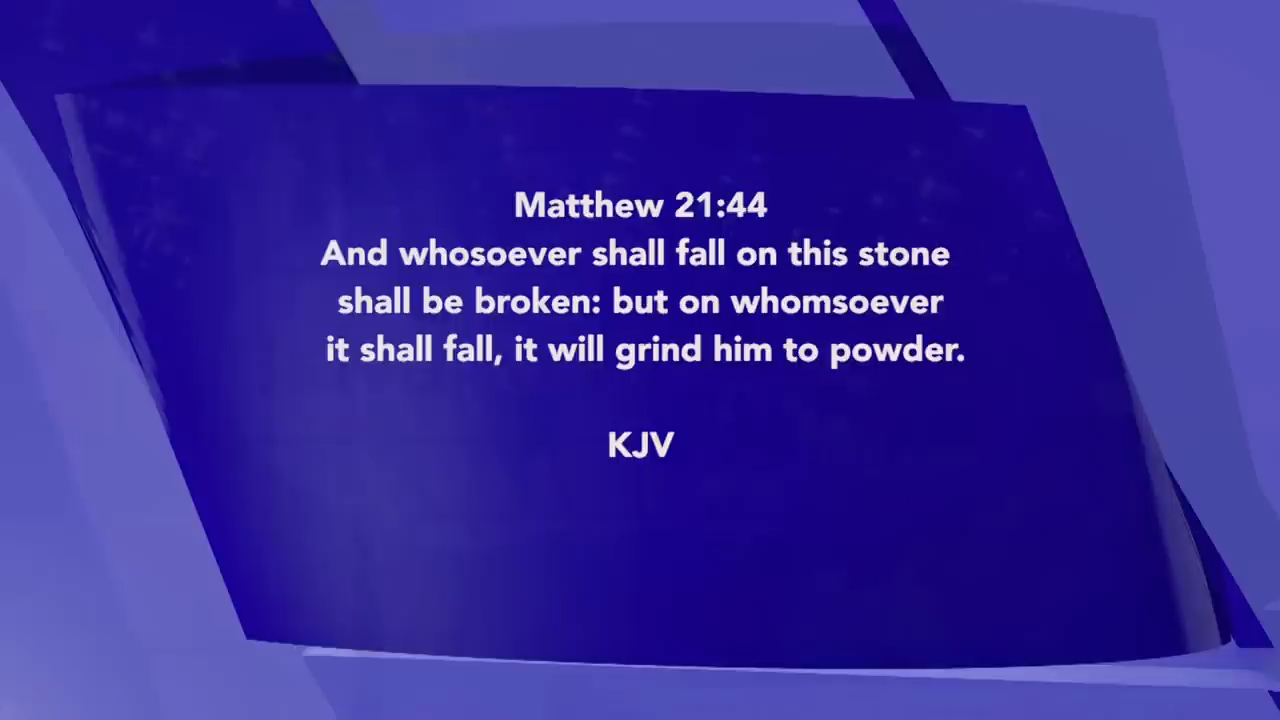 Matthew 21:44
And whosoever shall fall on this stone
shall be broken: but on whomsoever
it shall fall, it will grind him to powder.
KJV